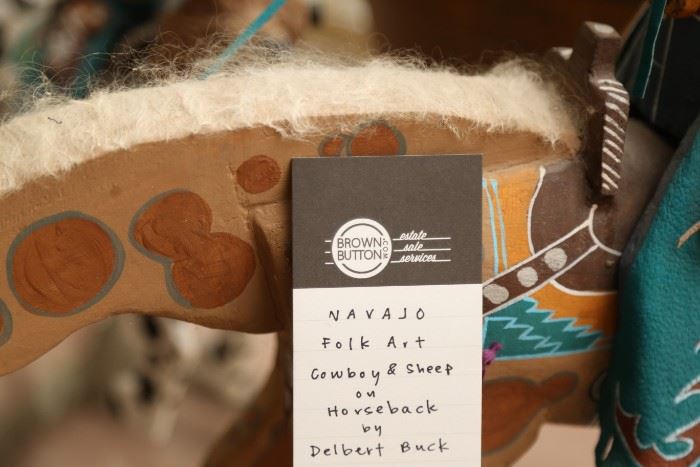 BROWN
BUTTON
.COM
estate
sale
services
NAVAJO
Folk Art
Cowboy & Sheep
on
Horseback
by
Delbert Buck